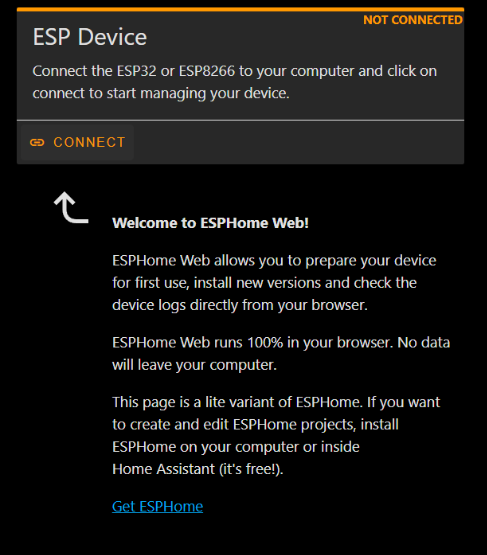 NOT CONNECTED
ESP Device
Connect the ESP32 or ESP8266 to your computer and click on
connect to start managing your device.
CONNECT
Welcome to ESPHome Web!
ESPHome Web allows you to prepare your device
for first use, install new versions and check the
device logs directly from your browser.
ESPHome Web runs 100% in your browser. No data
will leave your computer.
This page is a lite variant of ESPHome. If you want
to create and edit ESPHome projects, install
ESPHome on your computer or inside
Home Assistant (it's free!).
Get ESPHome